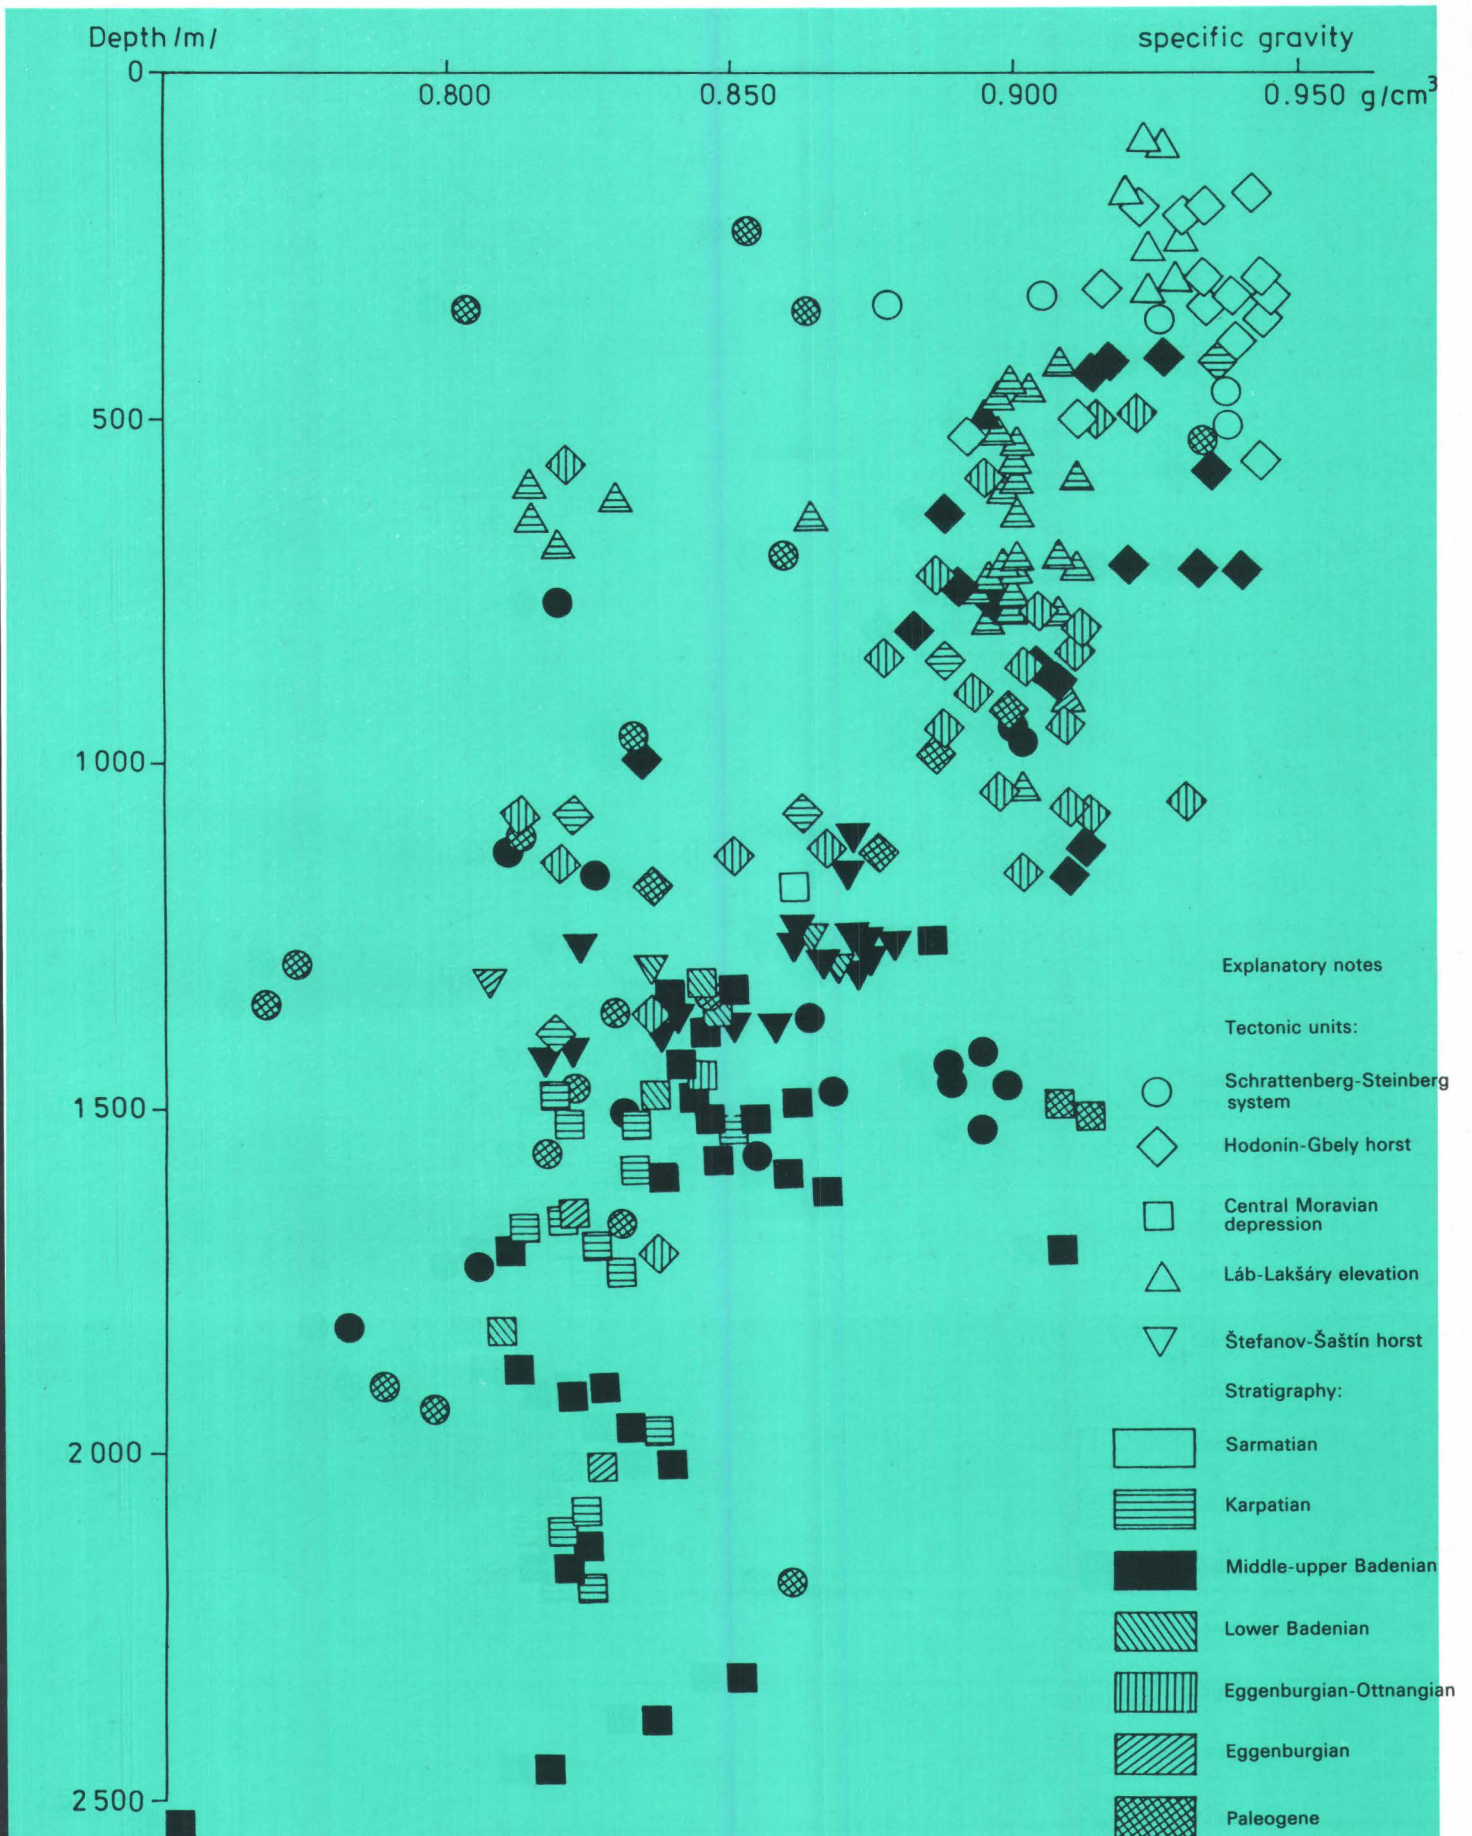 Depth /m/
specific gravity
0
0.800 0.850 0.900 0.950 g/cm³
500
1000
1500
2000
2500
Explanatory notes
Tectonic units:
Schrattenberg-Steinberg
system
Hodonín-Gbely horst
Central Moravian
depression
Láb-Lakšáry elevation
Štefanov-Šaštín horst
Stratigraphy:
Sarmatian
Karpatian
Middle-upper Badenian
Lower Badenian
Eggenburgian-Ottnangian
Eggenburgian
Paleogene